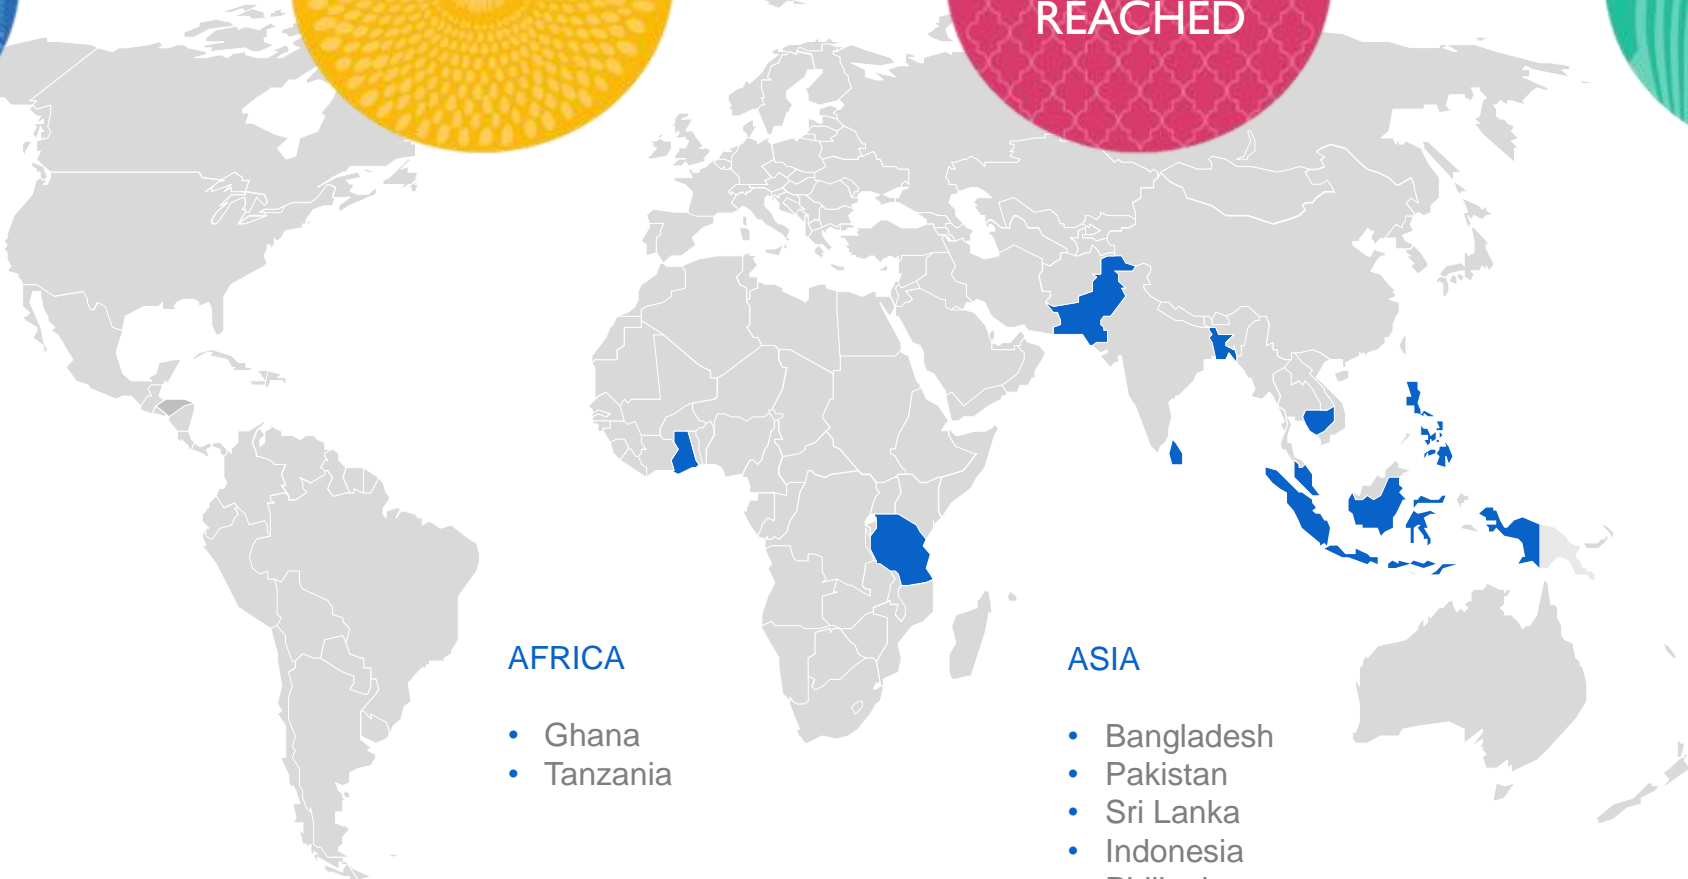 REACHED
AFRICA
• Ghana
• Tanzania
ASIA
• Bangladesh
• Pakistan
• Sri Lanka
• Indonesia